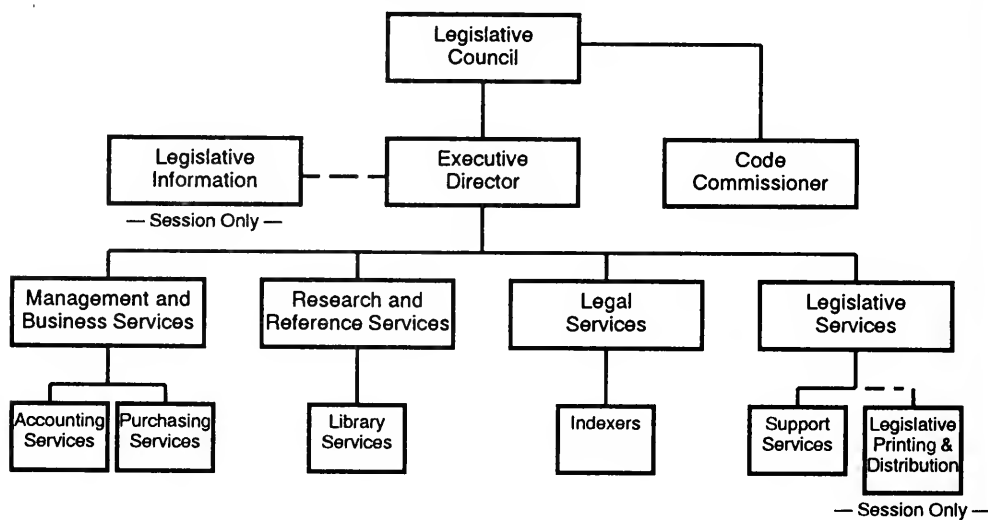 Legislative
Council
Legislative
Information
— Session Only —
Executive
Director
Code
Commissioner
Management and
Business Services
Research and
Reference Services
Legal
Services
Legislative
Services
Accounting
Services
Purchasing
Services
Library
Services
Indexers
Support
Services
Legislative
Printing &
Distribution
— Session Only —